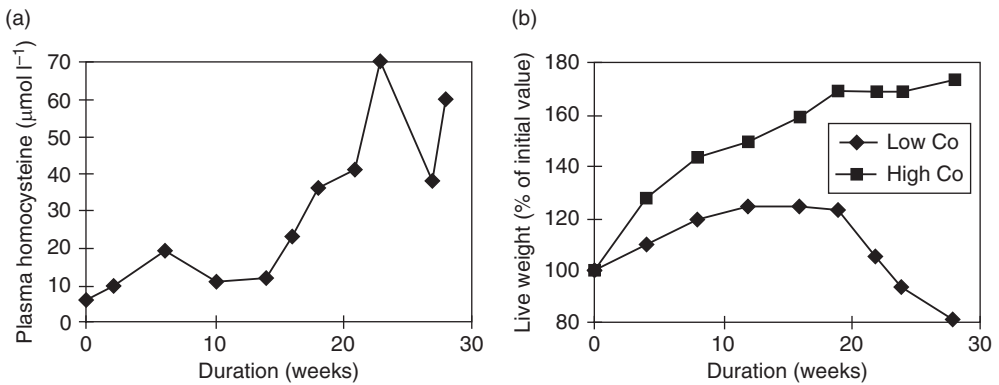 (a)
Plasma homocysteine (μmol l⁻¹)
70
60
50
40
30
20
10
0
0
10
20
30
Duration (weeks)
(b)
Live weight (% of initial value)
180
160
140
120
100
80
0
10
20
30
Duration (weeks)
Low Co
High Co